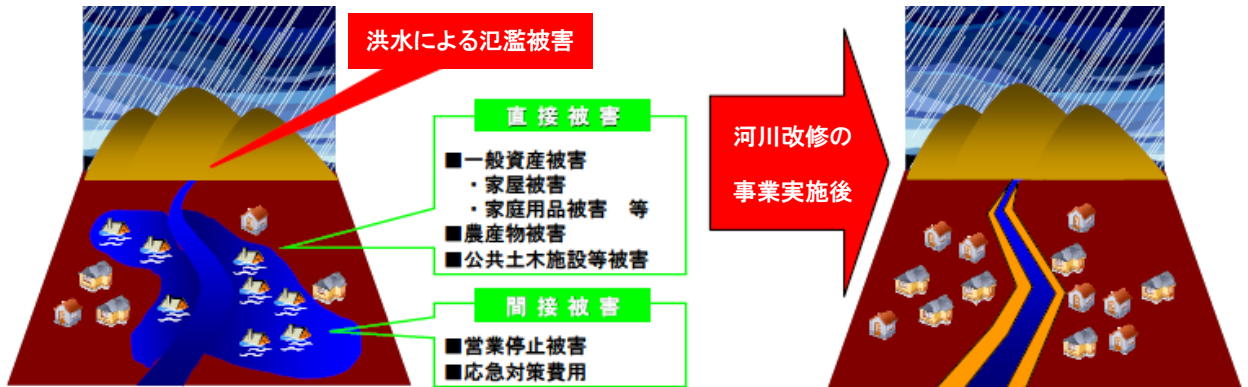 洪水による氾濫被害
直接被害
■一般資産被害
・家屋被害
・家庭用品被害　等
■農産物被害
■公共土木施設等被害
間接被害
■営業停止被害
■応急対策費用
河川改修の
事業実施後